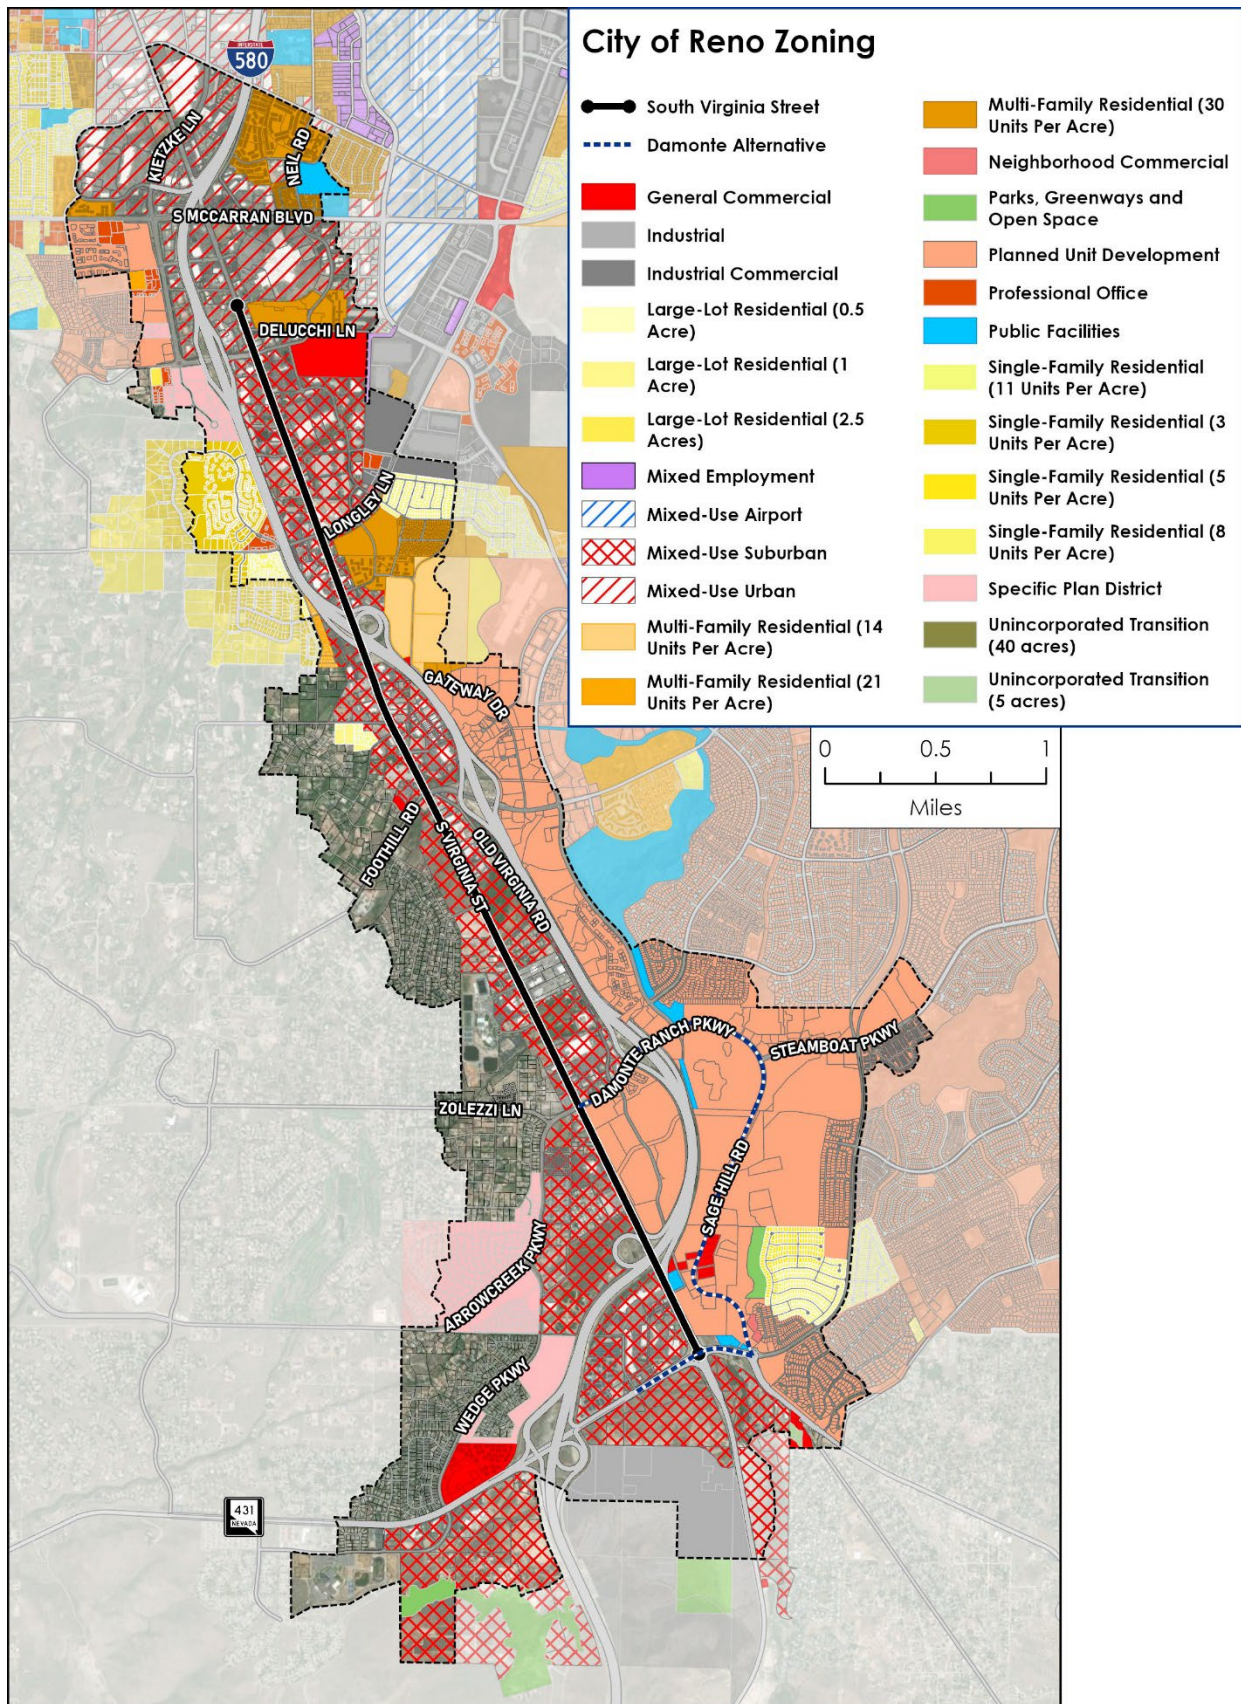 City of Reno Zoning
South Virginia Street
Damonte Alternative
General Commercial
Industrial
Industrial Commercial
Large-Lot Residential (0.5
Acre)
Large-Lot Residential (1
Acre)
Large-Lot Residential (2.5
Acres)
Mixed Employment
Mixed-Use Airport
Mixed-Use Suburban
Mixed-Use Urban
Multi-Family Residential (14
Units Per Acre)
Multi-Family Residential (21
Units Per Acre)
Multi-Family Residential (30
Units Per Acre)
Neighborhood Commercial
Parks, Greenways and
Open Space
Planned Unit Development
Professional Office
Public Facilities
Single-Family Residential
(11 Units Per Acre)
Single-Family Residential (3
Units Per Acre)
Single-Family Residential (5
Units Per Acre)
Single-Family Residential (8
Units Per Acre)
Specific Plan District
Unincorporated Transition
(40 acres)
Unincorporated Transition
(5 acres)
0 0.5 1
Miles
INTERSTATE
580
KIETZKE LN
NEIL RD
S MCCARRAN BLVD
DELUCCHI LN
LONGLEY LN
GATEWAY DR
FOOTHILL RD
S VIRGINIA ST
OLD VIRGINIA RD
DAMONTE RANCH PKWY
STEAMBOAT PKWY
ZOLEZZI LN
SAGE HILL RD
ARROWCREEK PKWY
WEDGE PKWY
431
NEVADA